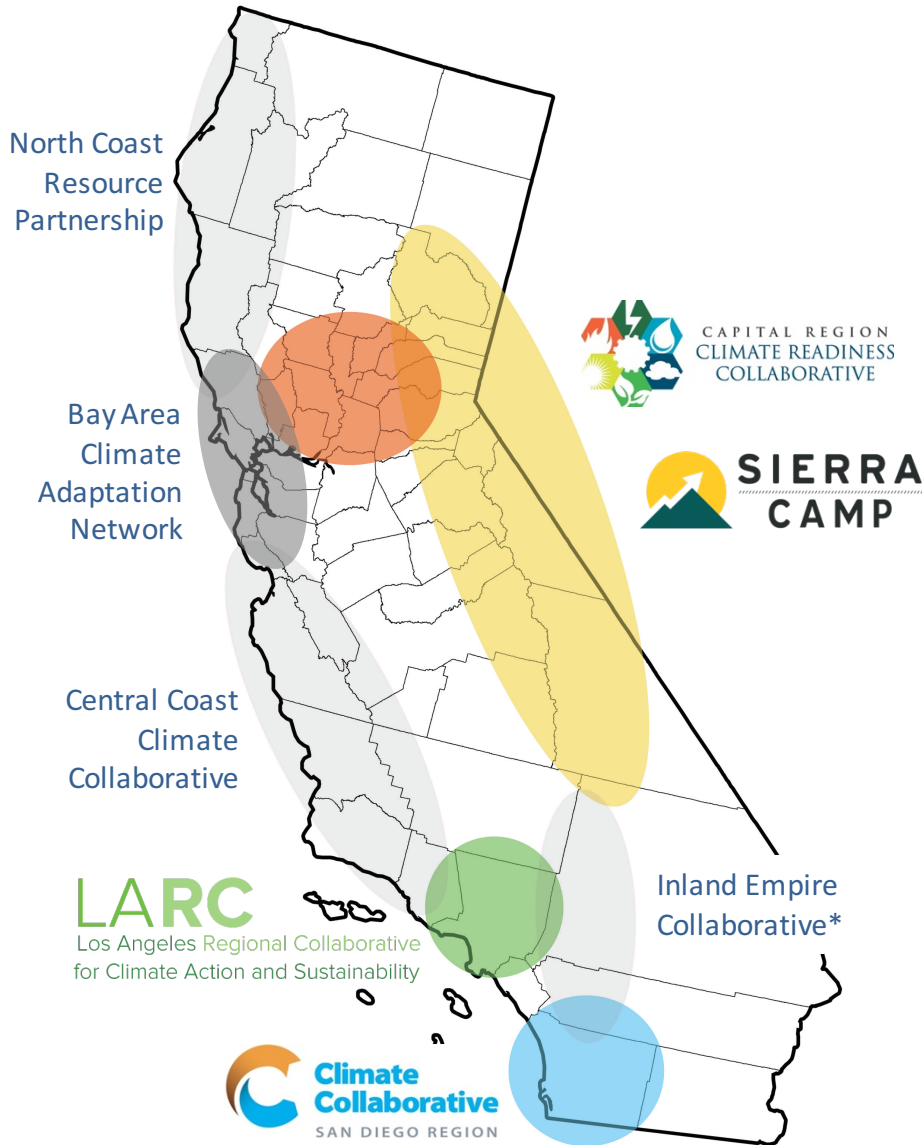 North Coast
Resource
Partnership
CAPITAL REGION
CLIMATE READINESS
COLLABORATIVE
Bay Area
Climate
Adaptation
Network
SIERRA
CAMP
Central Coast
Climate
Collaborative
LARC
Los Angeles Regional Collaborative
for Climate Action and Sustainability
Inland Empire
Collaborative*
Climate
Collaborative
SAN DIEGO REGION